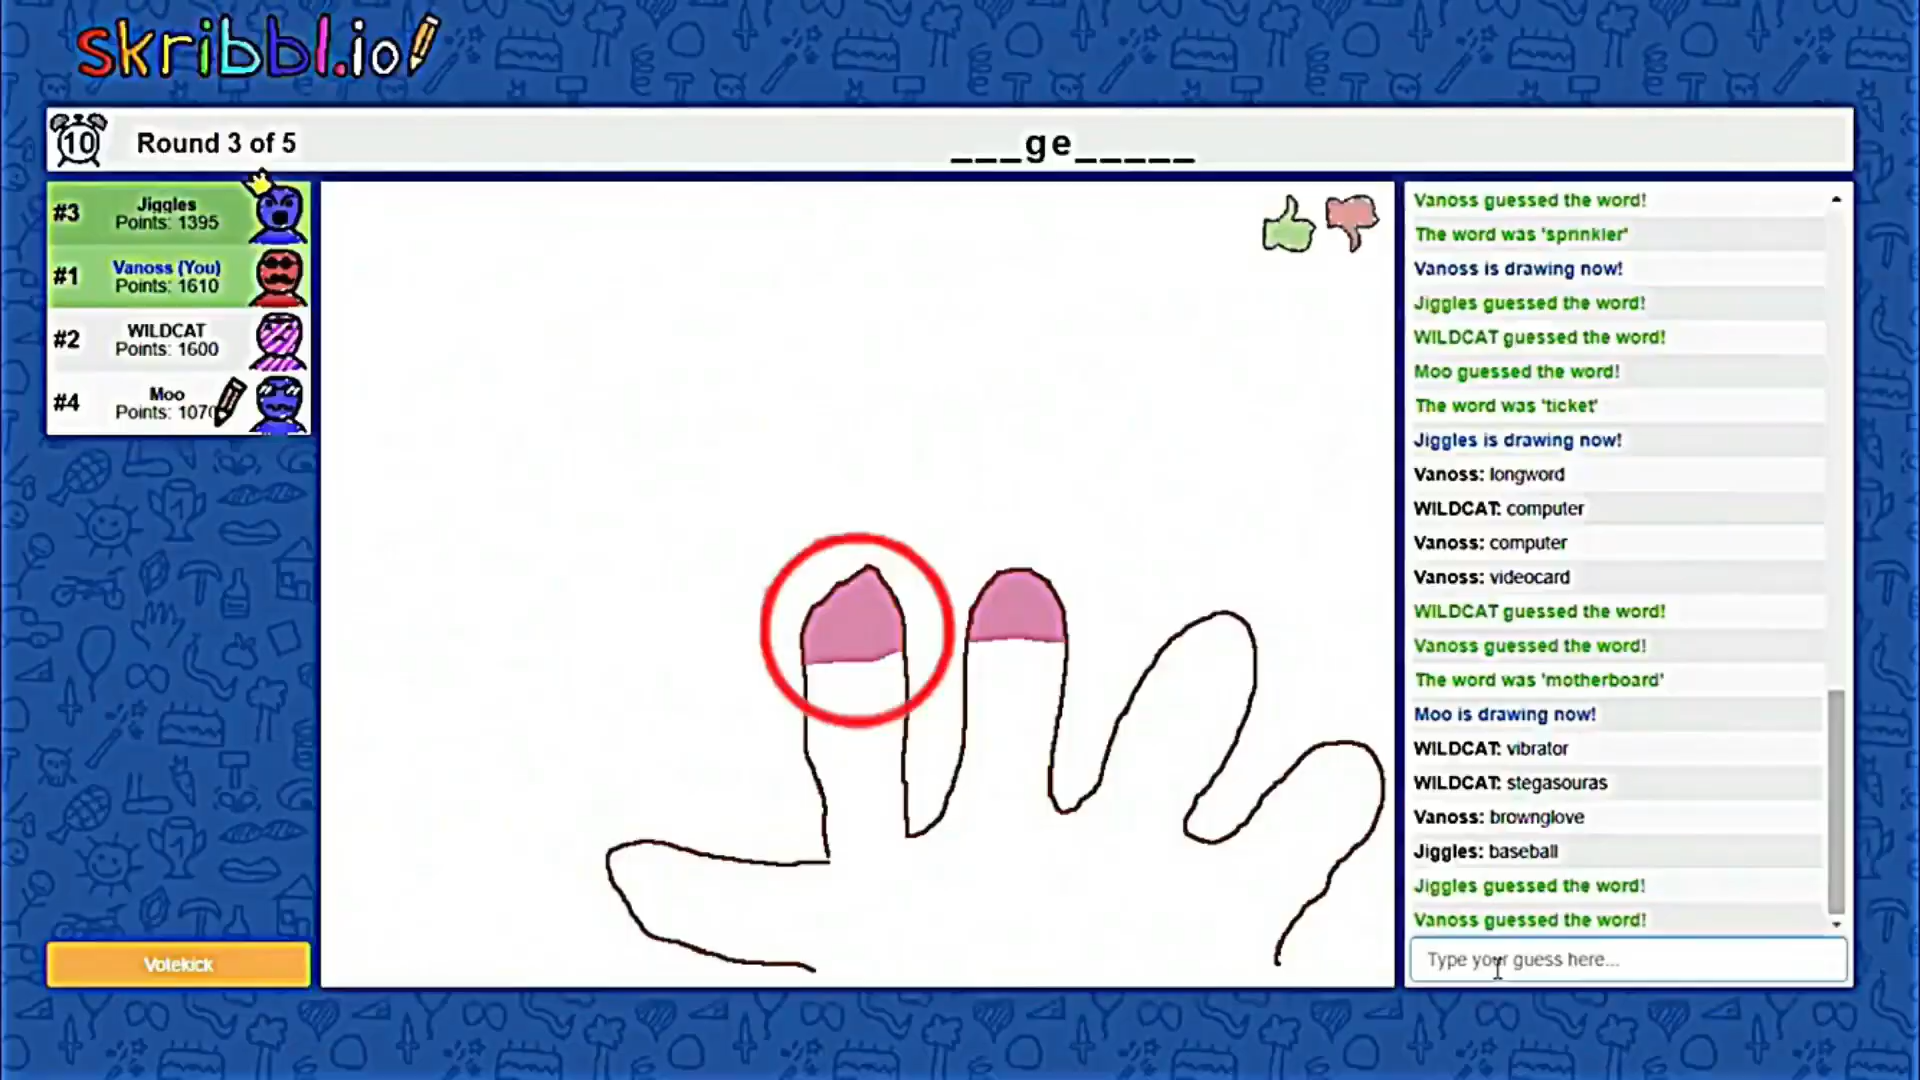 skribbl.io
10
Round 3 of 5
___ge_____
#3
Jiggles
Points: 1395
#1
Vanoss (You)
Points: 1610
#2
WILDCAT
Points: 1600
#4
Moo
Points: 1070
Votekick
Vanoss guessed the word!
The word was 'sprinkler'
Vanoss is drawing now!
Jiggles guessed the word!
WILDCAT guessed the word!
Moo guessed the word!
The word was 'ticket'
Jiggles is drawing now!
Vanoss: longword
WILDCAT: computer
Vanoss: computer
Vanoss: videocard
WILDCAT guessed the word!
Vanoss guessed the word!
The word was 'motherboard'
Moo is drawing now!
WILDCAT: vibrator
WILDCAT: stegasouras
Vanoss: brownglove
Jiggles: baseball
Jiggles guessed the word!
Vanoss guessed the word!
Type your guess here...